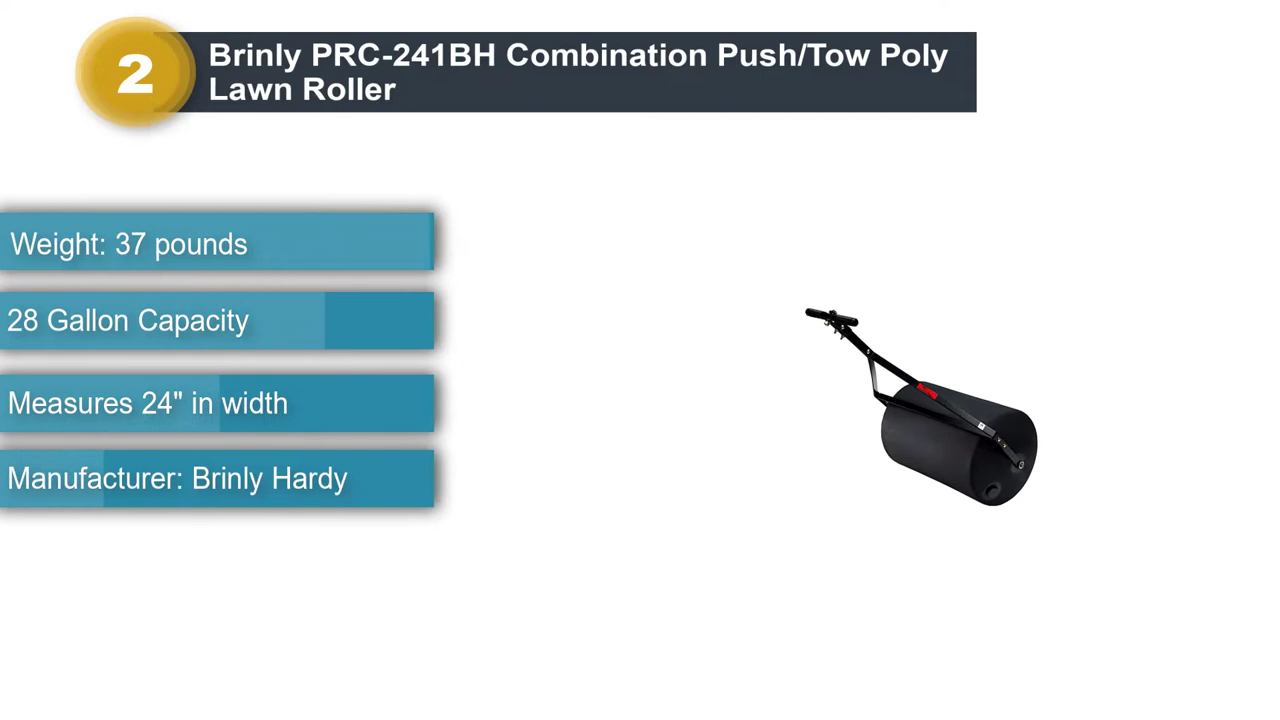 2
Brinly PRC-241BH Combination Push/Tow Poly
Lawn Roller
Weight: 37 pounds
28 Gallon Capacity
Measures 24" in width
Manufacturer: Brinly Hardy